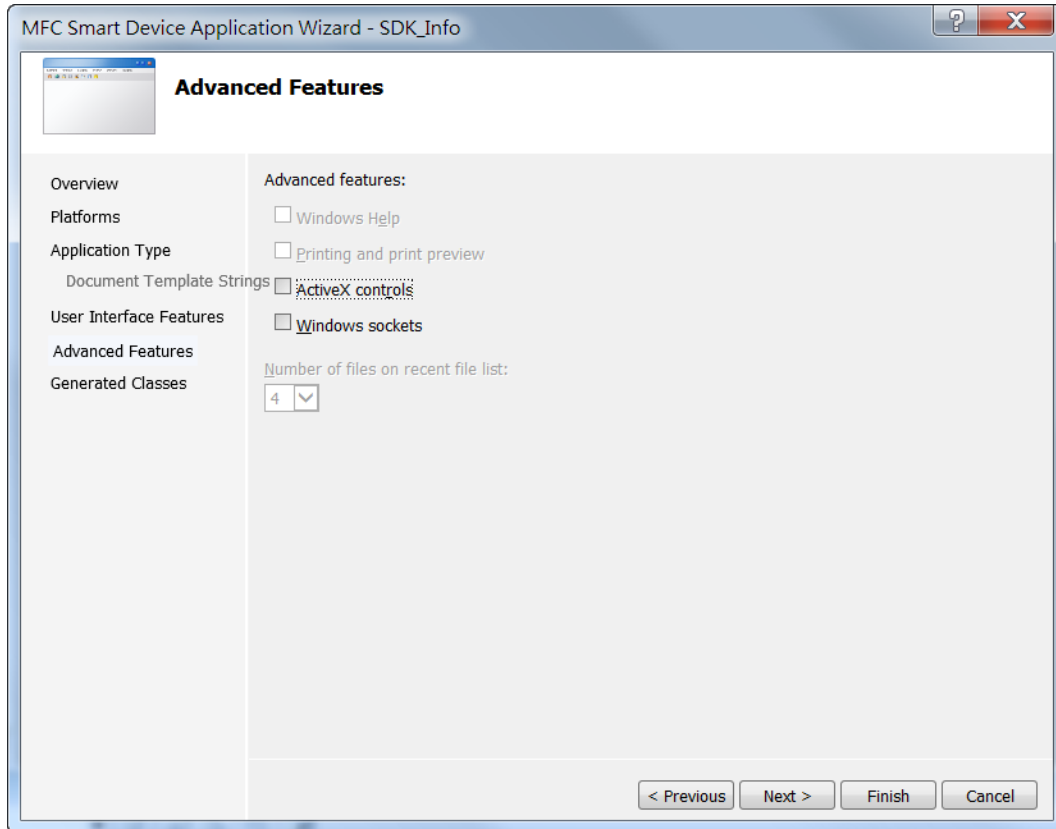 MFC Smart Device Application Wizard - SDK_Info
Advanced Features
Overview
Platforms
Application Type
Document Template Strings
User Interface Features
Advanced Features
Generated Classes
Advanced features:
Windows Help
Printing and print preview
ActiveX controls
Windows sockets
Number of files on recent file list:
4
< Previous
Next >
Finish
Cancel